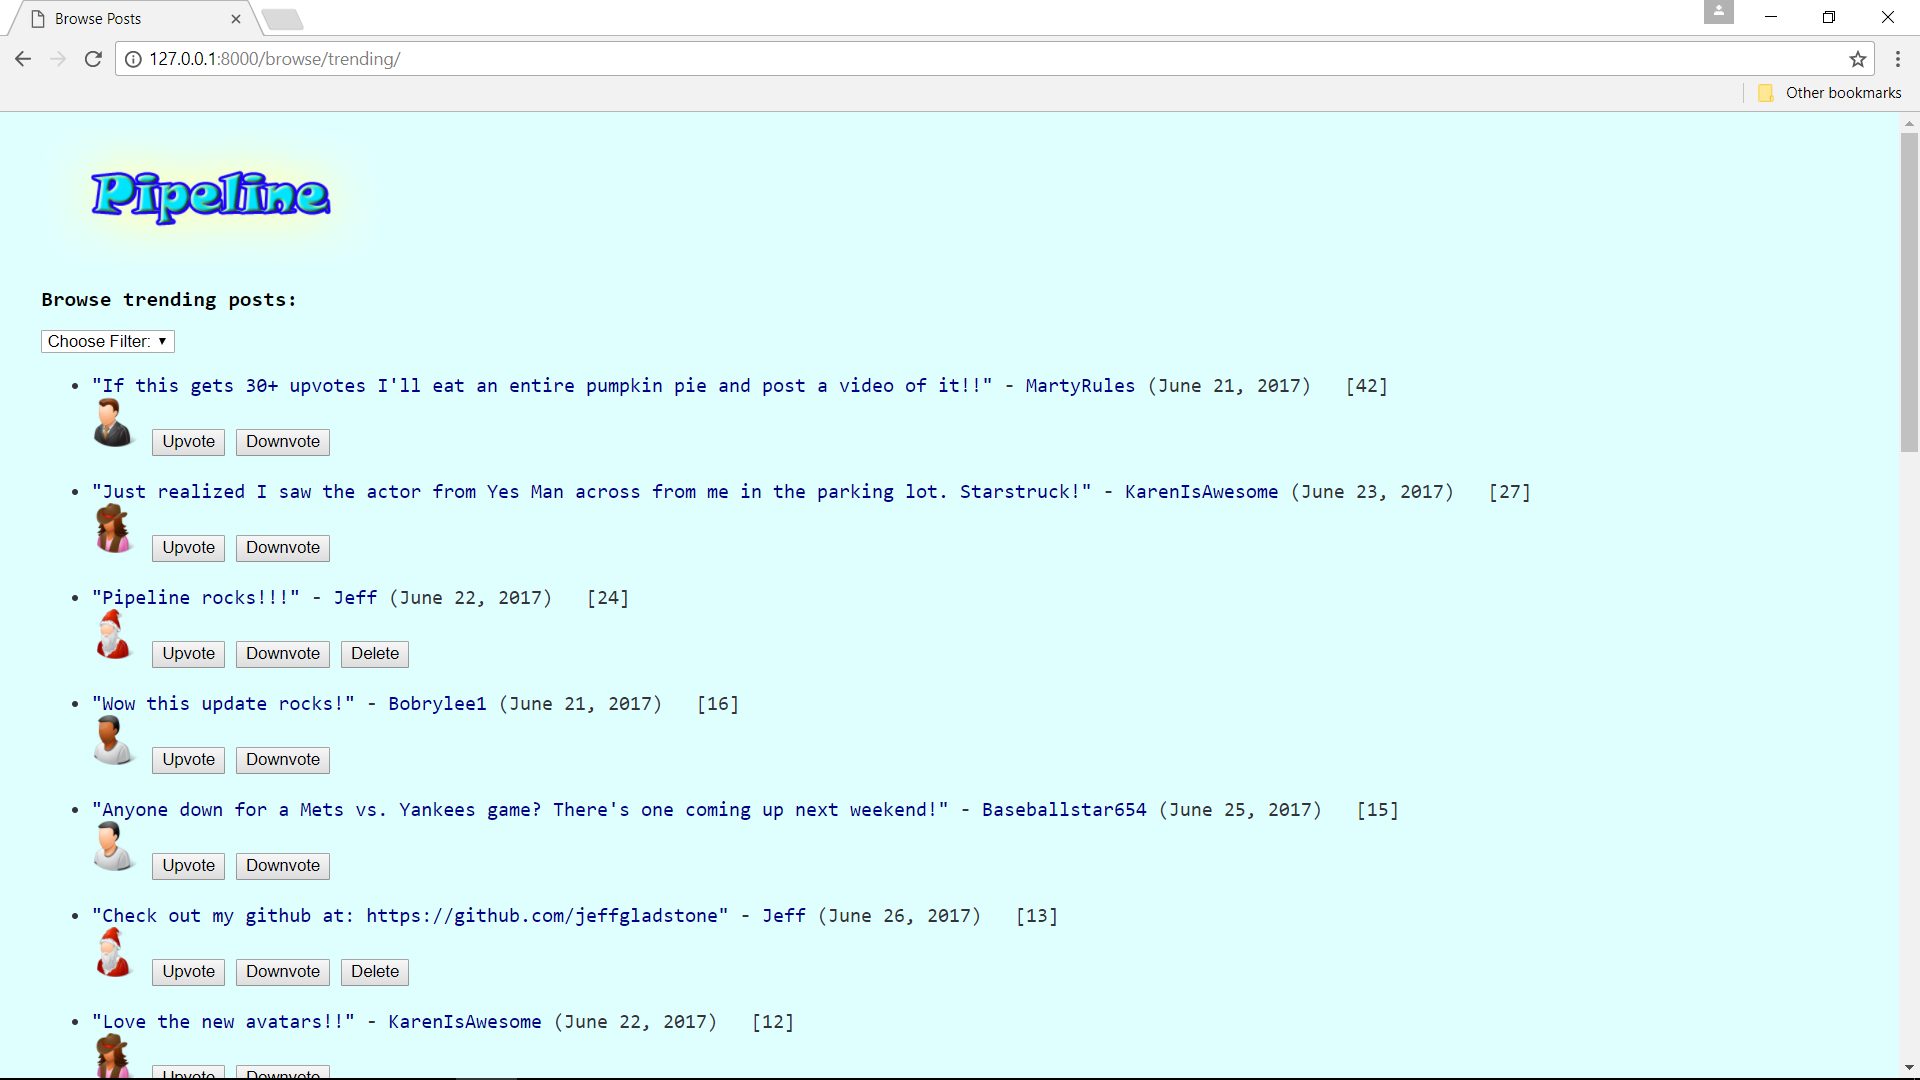 Browse Posts
127.0.0.1:8000/browse/trending/
Other bookmarks
Pipeline
Browse trending posts:
Choose Filter:
"If this gets 30+ upvotes I'll eat an entire pumpkin pie and post a video of it!!" - MartyRules (June 21, 2017) [42]
Upvote Downvote
"Just realized I saw the actor from Yes Man across from me in the parking lot. Starstruck!" - KarenIsAwesome (June 23, 2017) [27]
Upvote Downvote
"Pipeline rocks!!!" - Jeff (June 22, 2017) [24]
Upvote Downvote Delete
"Wow this update rocks!" - Bobrylee1 (June 21, 2017) [16]
Upvote Downvote
"Anyone down for a Mets vs. Yankees game? There's one coming up next weekend!" - Baseballstar654 (June 25, 2017) [15]
Upvote Downvote
"Check out my github at: https://github.com/jeffgladstone" - Jeff (June 26, 2017) [13]
Upvote Downvote Delete
"Love the new avatars!!" - KarenIsAwesome (June 22, 2017) [12]
Upvote Downvote